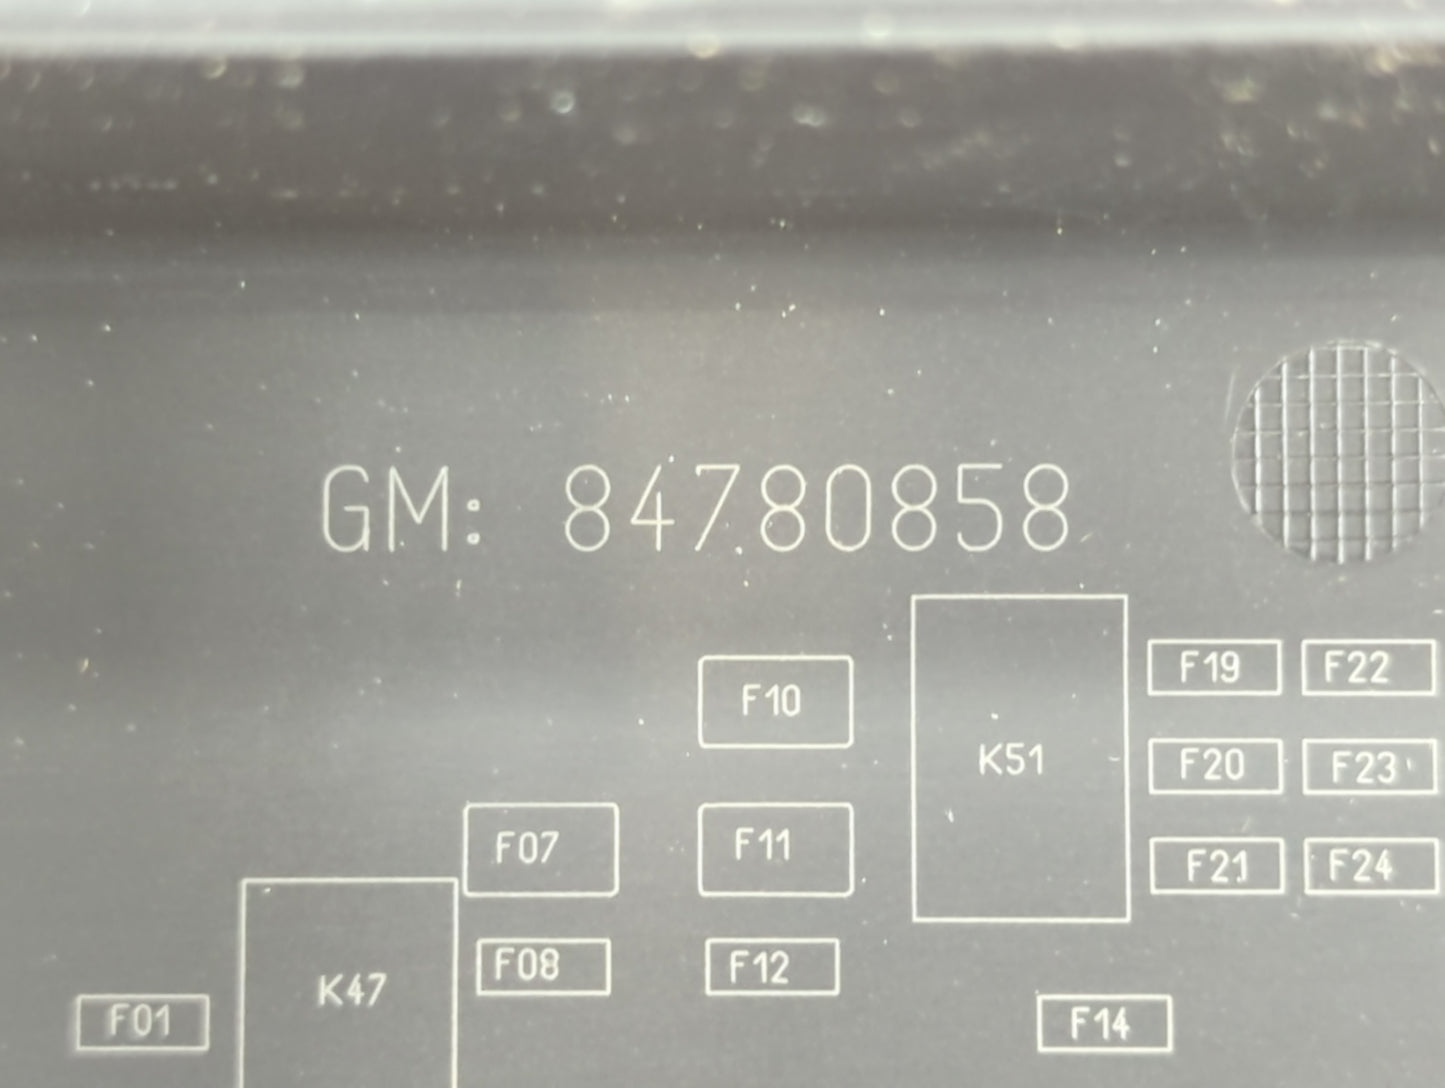 GM: 84780858
F10
K51
F19 F22
F20 F23
F07 F11
F21 F24
K47
F08 F12
F01
F14